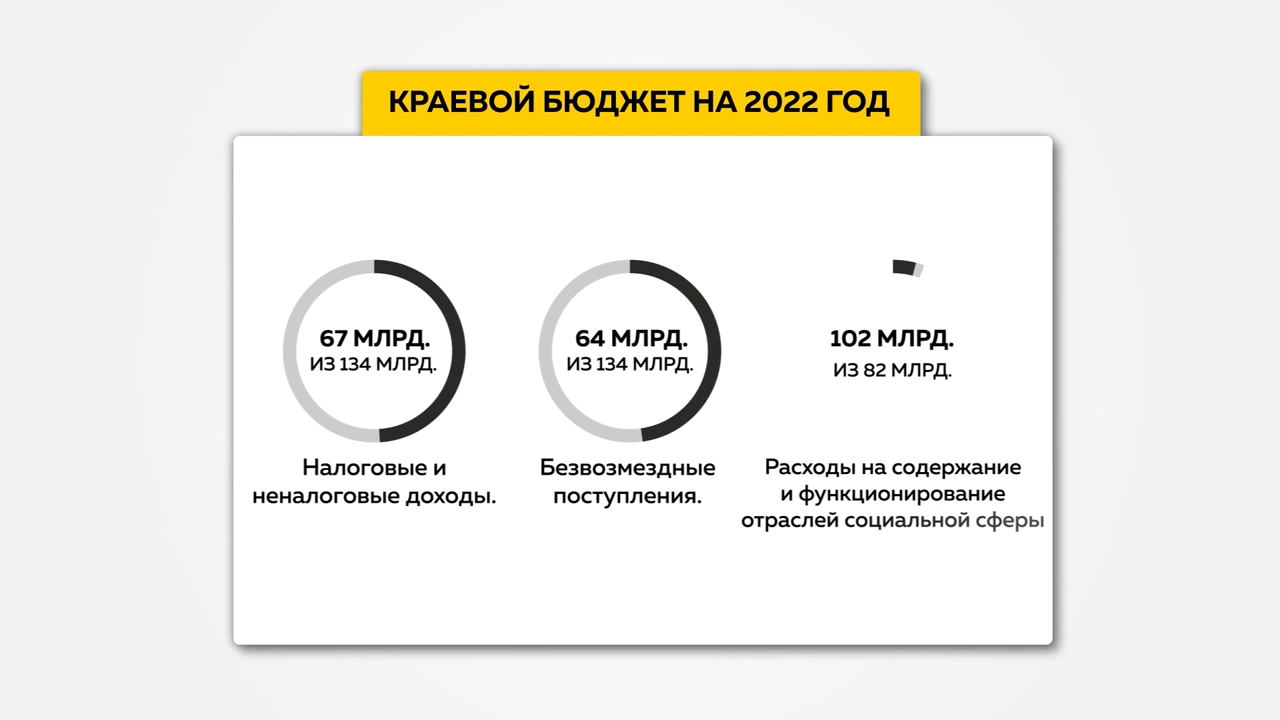 КРАЕВОЙ БЮДЖЕТ НА 2022 ГОД
67 МЛРД.
ИЗ 134 МЛРД.
Налоговые и
неналоговые доходы.
64 МЛРД.
ИЗ 134 МЛРД.
Безвозмездные
поступления.
102 МЛРД.
ИЗ 82 МЛРД.
Расходы на содержание
и функционирование
отраслей социальной сферы